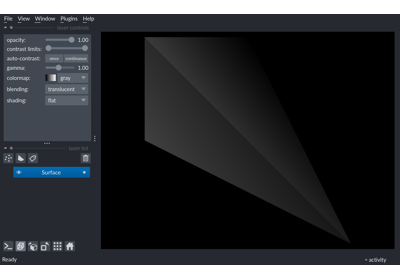 File View Window Plugins Help
layer controls
opacity: 1.00
contrast limits:
auto-contrast: once continuous
gamma: 1.00
colormap: gray
blending: translucent
shading: flat
layer list
Surface
Ready activity